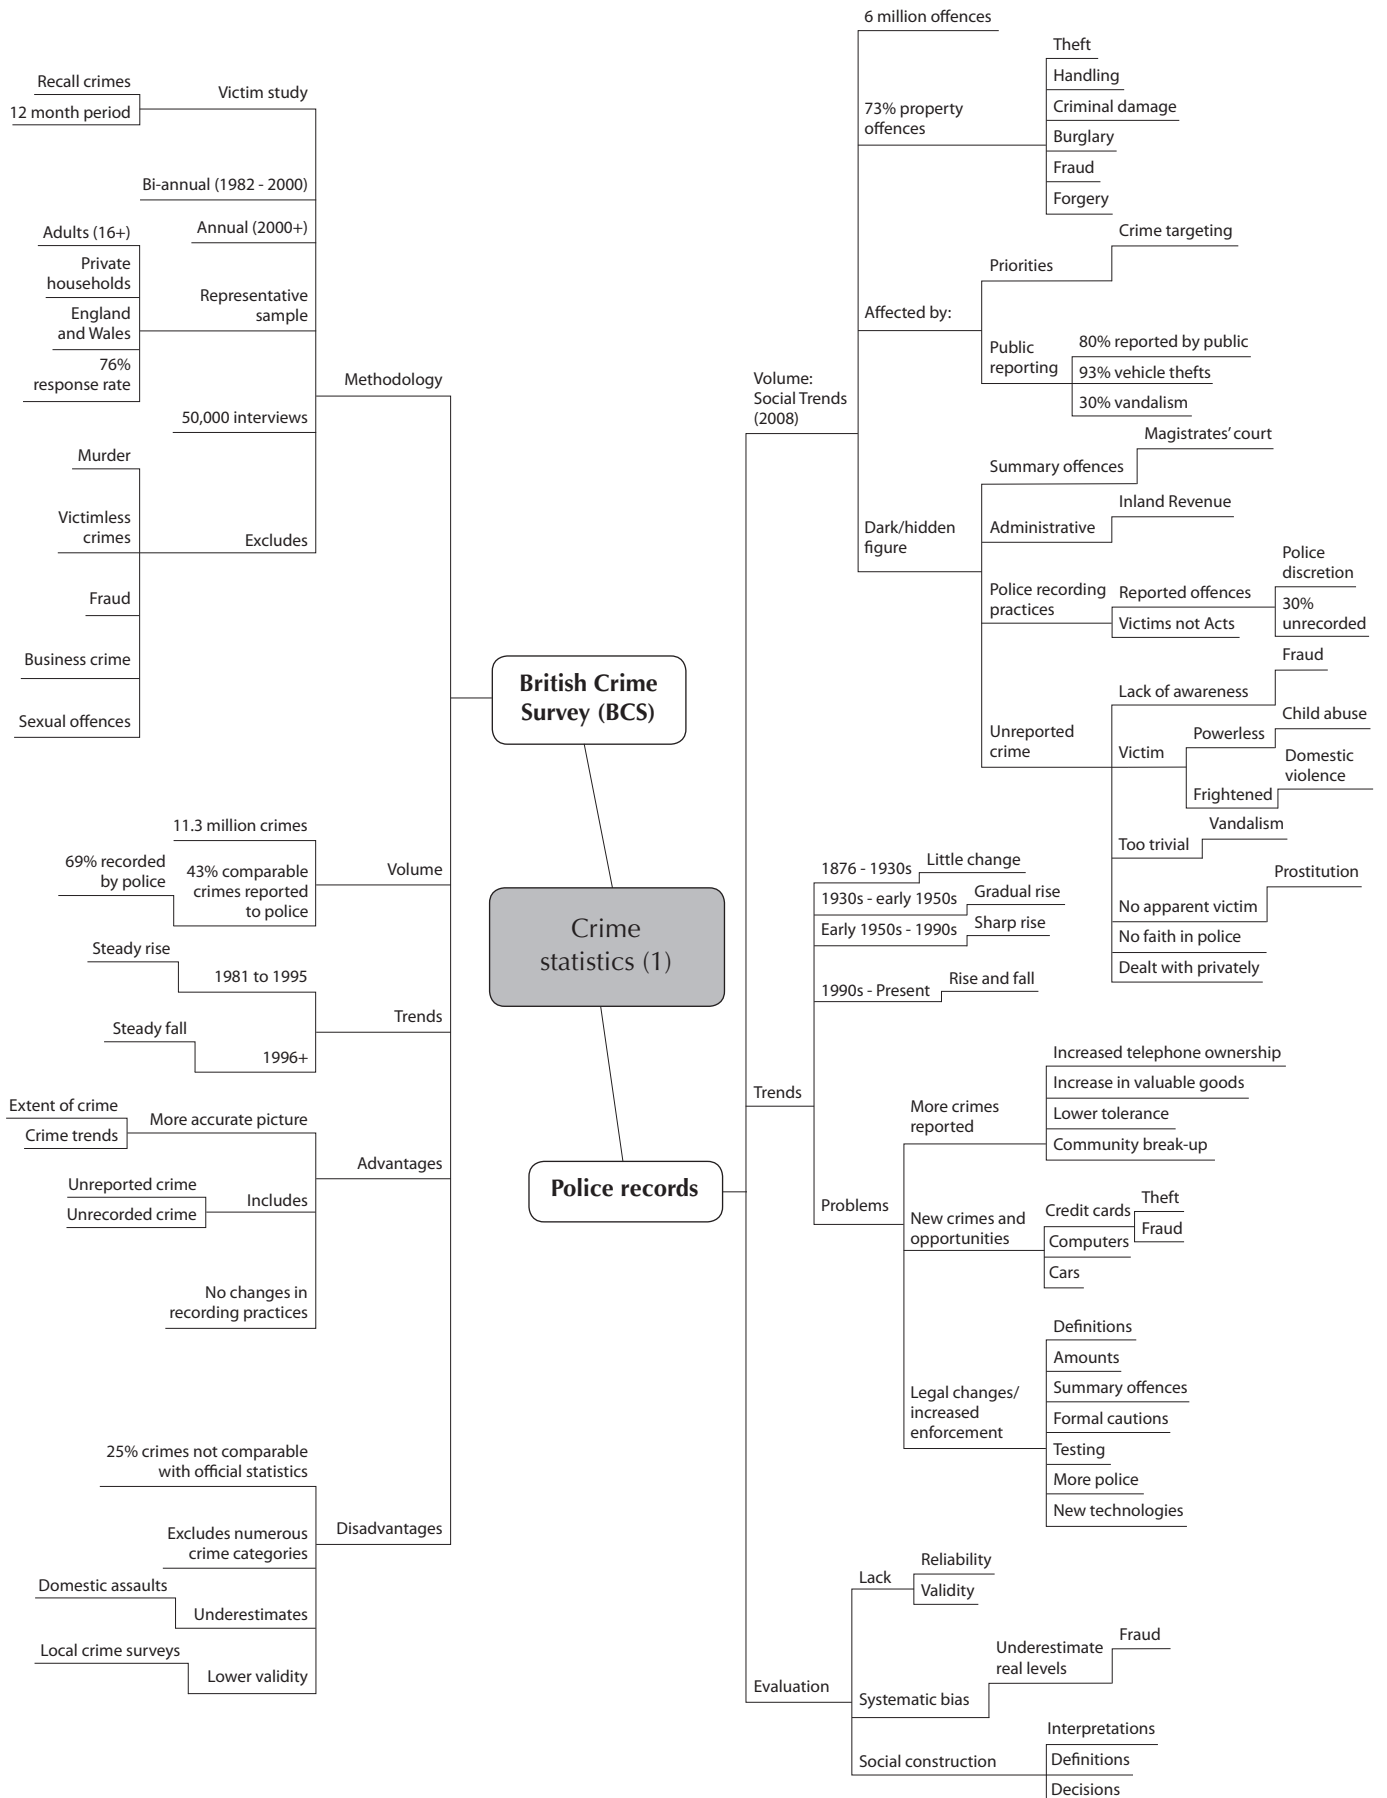 Recall crimes
12 month period
Victim study
Bi-annual (1982 - 2000)
Annual (2000+)
Adults (16+)
Private
households
England
and Wales
76%
response rate
Representative
sample
50,000 interviews
Murder
Victimless
crimes
Fraud
Business crime
Sexual offences
Excludes
Methodology
11.3 million crimes
69% recorded
by police
43% comparable
crimes reported
to police
Volume
Steady rise
1981 to 1995
Steady fall
1996+
Trends
Extent of crime
Crime trends
More accurate picture
Unreported crime
Unrecorded crime
Includes
No changes in
recording practices
Advantages
25% crimes not comparable
with official statistics
Excludes numerous
crime categories
Domestic assaults
Underestimates
Local crime surveys
Lower validity
Disadvantages
British Crime
Survey (BCS)
Crime
statistics (1)
Police records
Volume:
Social Trends
(2008)
6 million offences
73% property
offences
Theft
Handling
Criminal damage
Burglary
Fraud
Forgery
Affected by:
Priorities
Crime targeting
Public
reporting
80% reported by public
93% vehicle thefts
30% vandalism
Dark/hidden
figure
Summary offences
Magistrates’ court
Administrative
Inland Revenue
Police recording
practices
Reported offences
Victims not Acts
Police
discretion
30%
unrecorded
Unreported
crime
Lack of awareness
Fraud
Victim
Powerless
Child abuse
Frightened
Domestic
violence
Too trivial
Vandalism
No apparent victim
Prostitution
No faith in police
Dealt with privately
Trends
1876 - 1930s
Little change
1930s - early 1950s
Gradual rise
Early 1950s - 1990s
Sharp rise
1990s - Present
Rise and fall
Problems
More crimes
reported
Increased telephone ownership
Increase in valuable goods
Lower tolerance
Community break-up
New crimes and
opportunities
Credit cards
Theft
Fraud
Computers
Cars
Legal changes/
increased
enforcement
Definitions
Amounts
Summary offences
Formal cautions
Testing
More police
New technologies
Evaluation
Lack
Reliability
Validity
Systematic bias
Underestimate
real levels
Fraud
Social construction
Interpretations
Definitions
Decisions